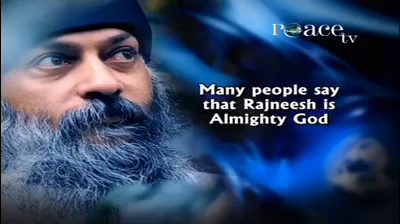 Peace
tv
Many people say
that Rajneesh is
Almighty God